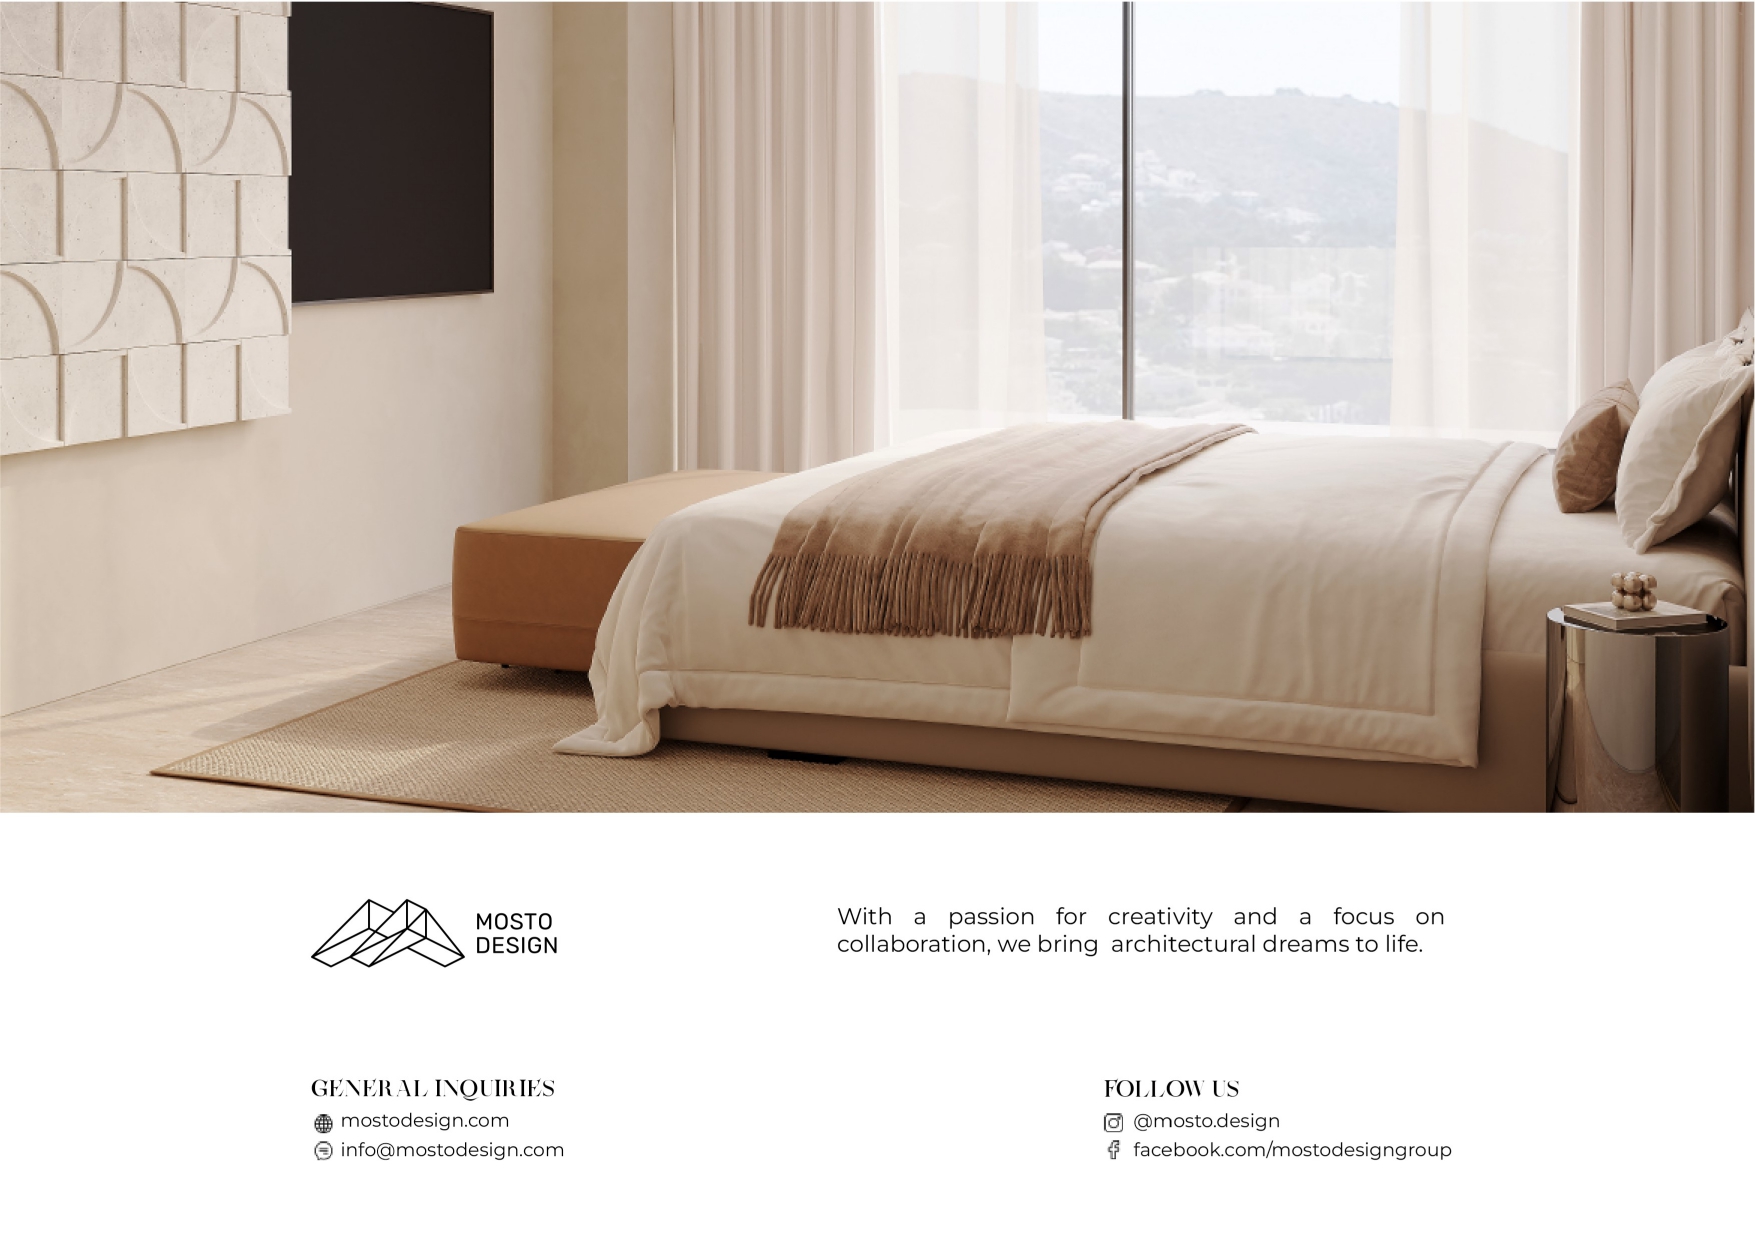 MOSTO
DESIGN
With a passion for creativity and a focus on
collaboration, we bring architectural dreams to life.
GENERAL INQUIRIES
mostodesign.com
info@mostodesign.com
FOLLOW US
@mosto.design
facebook.com/mostodesigngroup